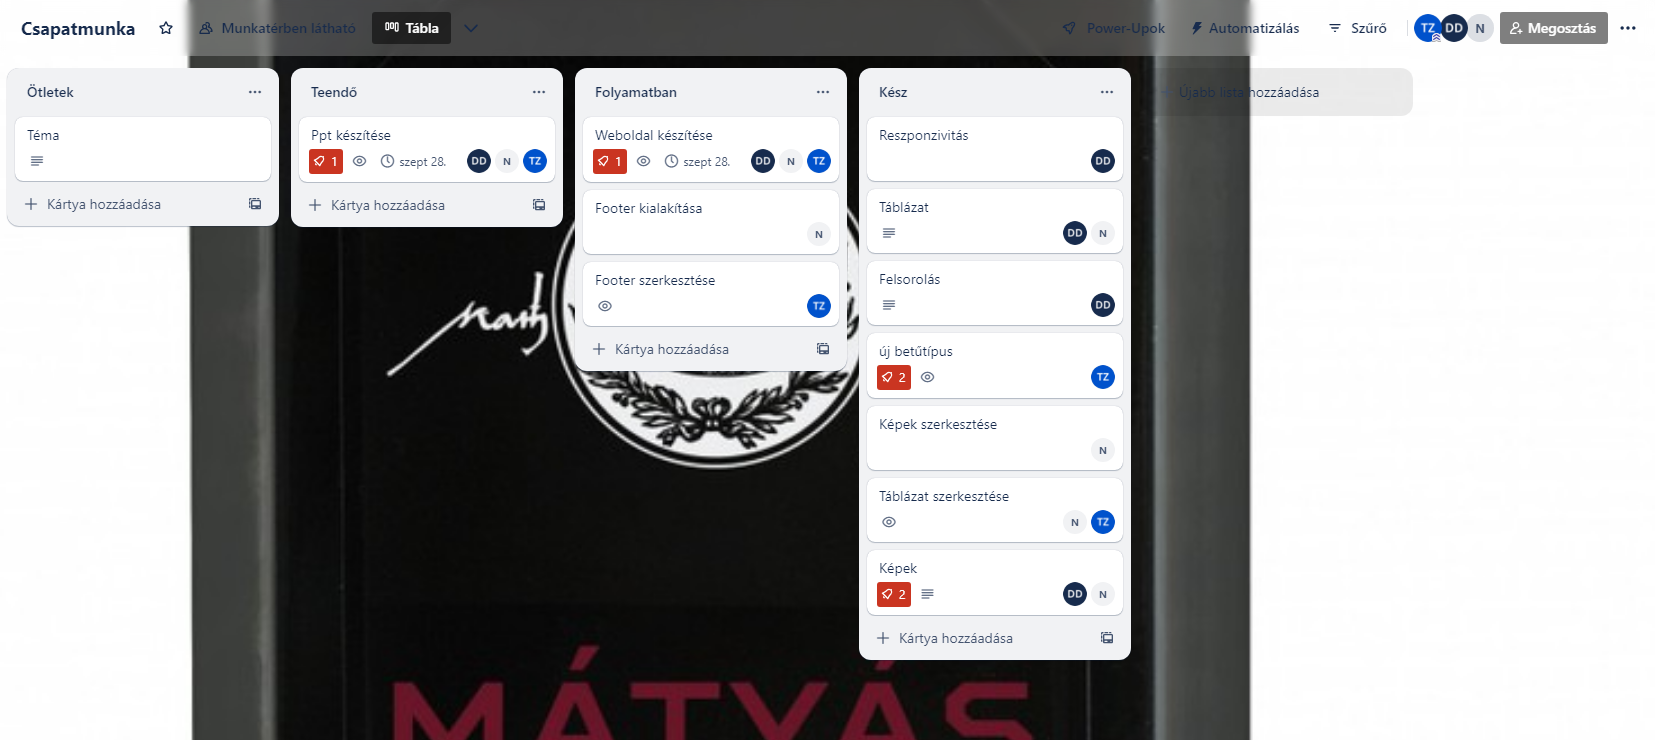 Csapatmunka
Munkatérben látható
Tábla
Power-Upok
Automatizálás
Szűrő
TZ
DD
N
Megosztás
Ötletek
Téma
Kártya hozzáadása
Teendő
Ppt készítése
1
szept 28.
DD
N
TZ
Kártya hozzáadása
Folyamatban
Weboldal készítése
1
szept 28.
DD
N
TZ
Footer kialakítása
N
Footer szerkesztése
TZ
Kártya hozzáadása
Kész
Reszponzivitás
DD
Táblázat
DD
N
Felsorolás
DD
új betűtípus
2
TZ
Képek szerkesztése
N
Táblázat szerkesztése
N
TZ
Képek
2
DD
N
Kártya hozzáadása
Újabb lista hozzáadása
MÁTYÁS